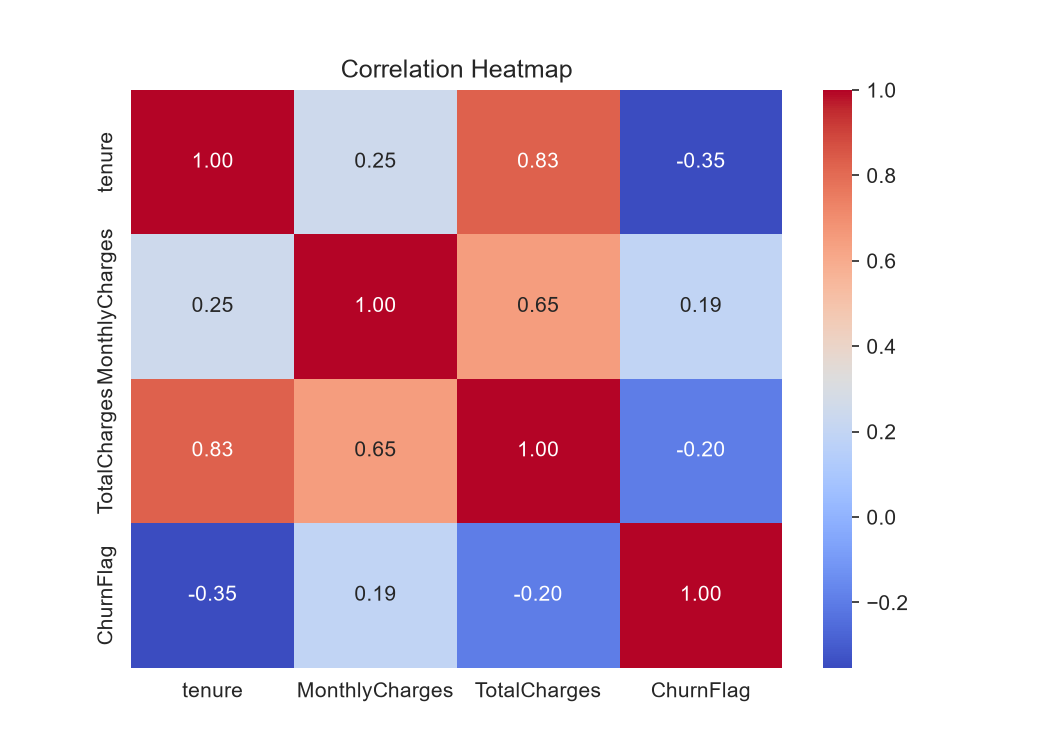 Correlation Heatmap
tenure
1.00
0.25
0.83
-0.35
MonthlyCharges
0.25
1.00
0.65
0.19
TotalCharges
0.83
0.65
1.00
-0.20
ChurnFlag
-0.35
0.19
-0.20
1.00
tenure
MonthlyCharges
TotalCharges
ChurnFlag
1.0
0.8
0.6
0.4
0.2
0.0
−0.2